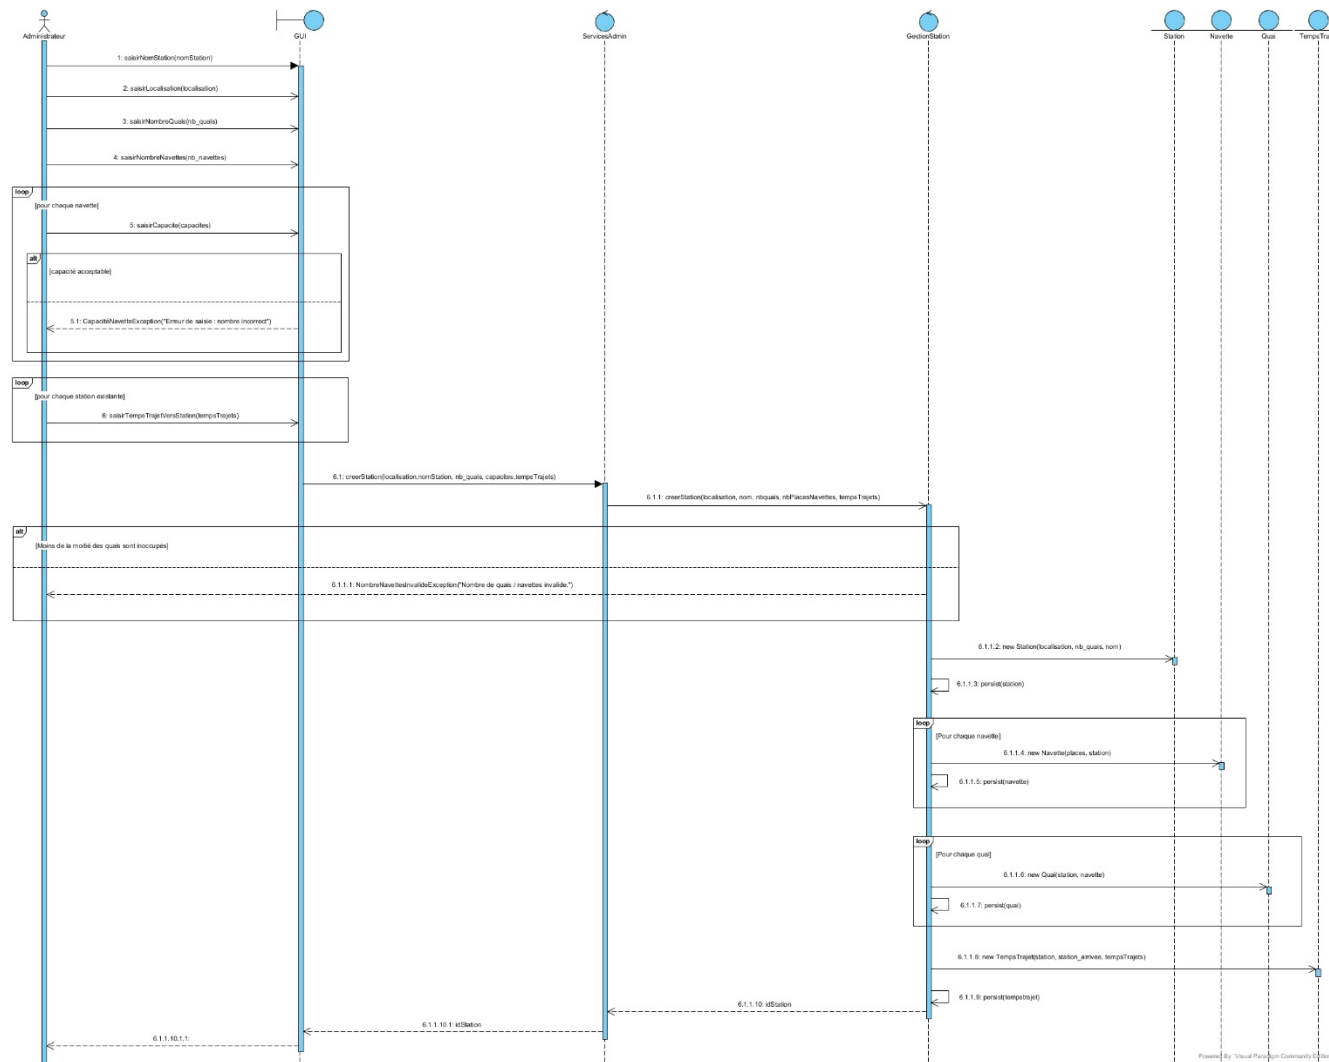 Administrateur
GUI
ServicesAdmin
GestionStation
Station
Navette
Quai
TempsTraj
1: saisirNomStation(nomStation)
2: saisirLocalisation(localisation)
3: saisirNombreQuais(nb_quais)
4: saisirNombreNavettes(nb_navettes)
loop
[pour chaque navette]
5: saisirCapacite(capacites)
alt
[capacité acceptable]
5.1: CapacitéNavetteException("Erreur de saisie : nombre incorrect")
loop
[pour chaque station existante]
6: saisirTempsTrajetVersStation(tempsTrajets)
6.1: creerStation(localisation,nomStation, nb_quais, capacites,tempsTrajets)
6.1.1: creerStation(localisation, nom, nbquais, nbPlacesNavettes, tempsTrajets)
alt
[Moins de la moitié des quais sont inoccupés]
6.1.1.1: NombreNavettesInvalideException("Nombre de quais / navettes invalide.")
6.1.1.2: new Station(localisation, nb_quais, nom)
6.1.1.3: persist(station)
loop
[Pour chaque navette]
6.1.1.4: new Navette(places, station)
6.1.1.5: persist(navette)
loop
[Pour chaque quai]
6.1.1.6: new Quai(station, navette)
6.1.1.7: persist(quai)
6.1.1.8: new TempsTrajet(station, station_arrivee, tempsTrajets)
6.1.1.9: persist(tempstrajet)
6.1.1.10: idStation
6.1.1.10.1: idStation
6.1.1.10.1.1:
Powered By Visual Paradigm Community Edition